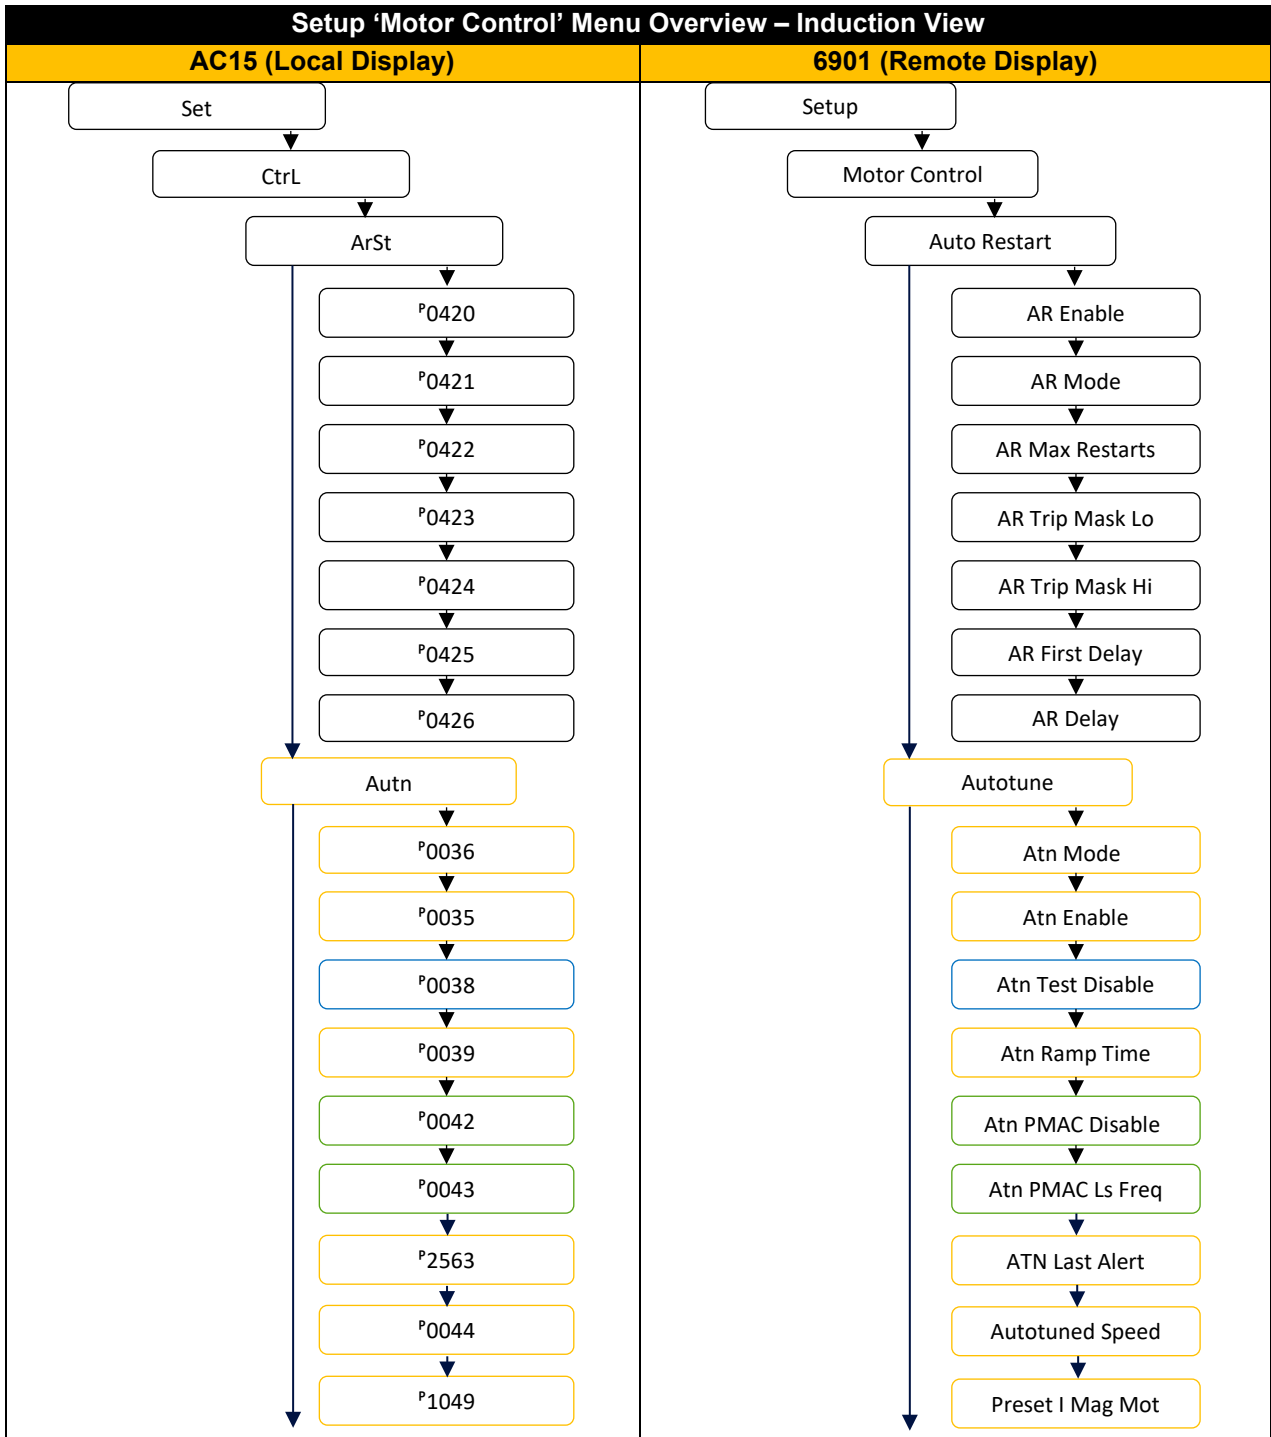 Setup ‘Motor Control’ Menu Overview – Induction View
AC15 (Local Display)
6901 (Remote Display)
Set
CtrL
ArSt
P0420
P0421
P0422
P0423
P0424
P0425
P0426
Autn
P0036
P0035
P0038
P0039
P0042
P0043
P2563
P0044
P1049
Setup
Motor Control
Auto Restart
AR Enable
AR Mode
AR Max Restarts
AR Trip Mask Lo
AR Trip Mask Hi
AR First Delay
AR Delay
Autotune
Atn Mode
Atn Enable
Atn Test Disable
Atn Ramp Time
Atn PMAC Disable
Atn PMAC Ls Freq
ATN Last Alert
Autotuned Speed
Preset I Mag Mot